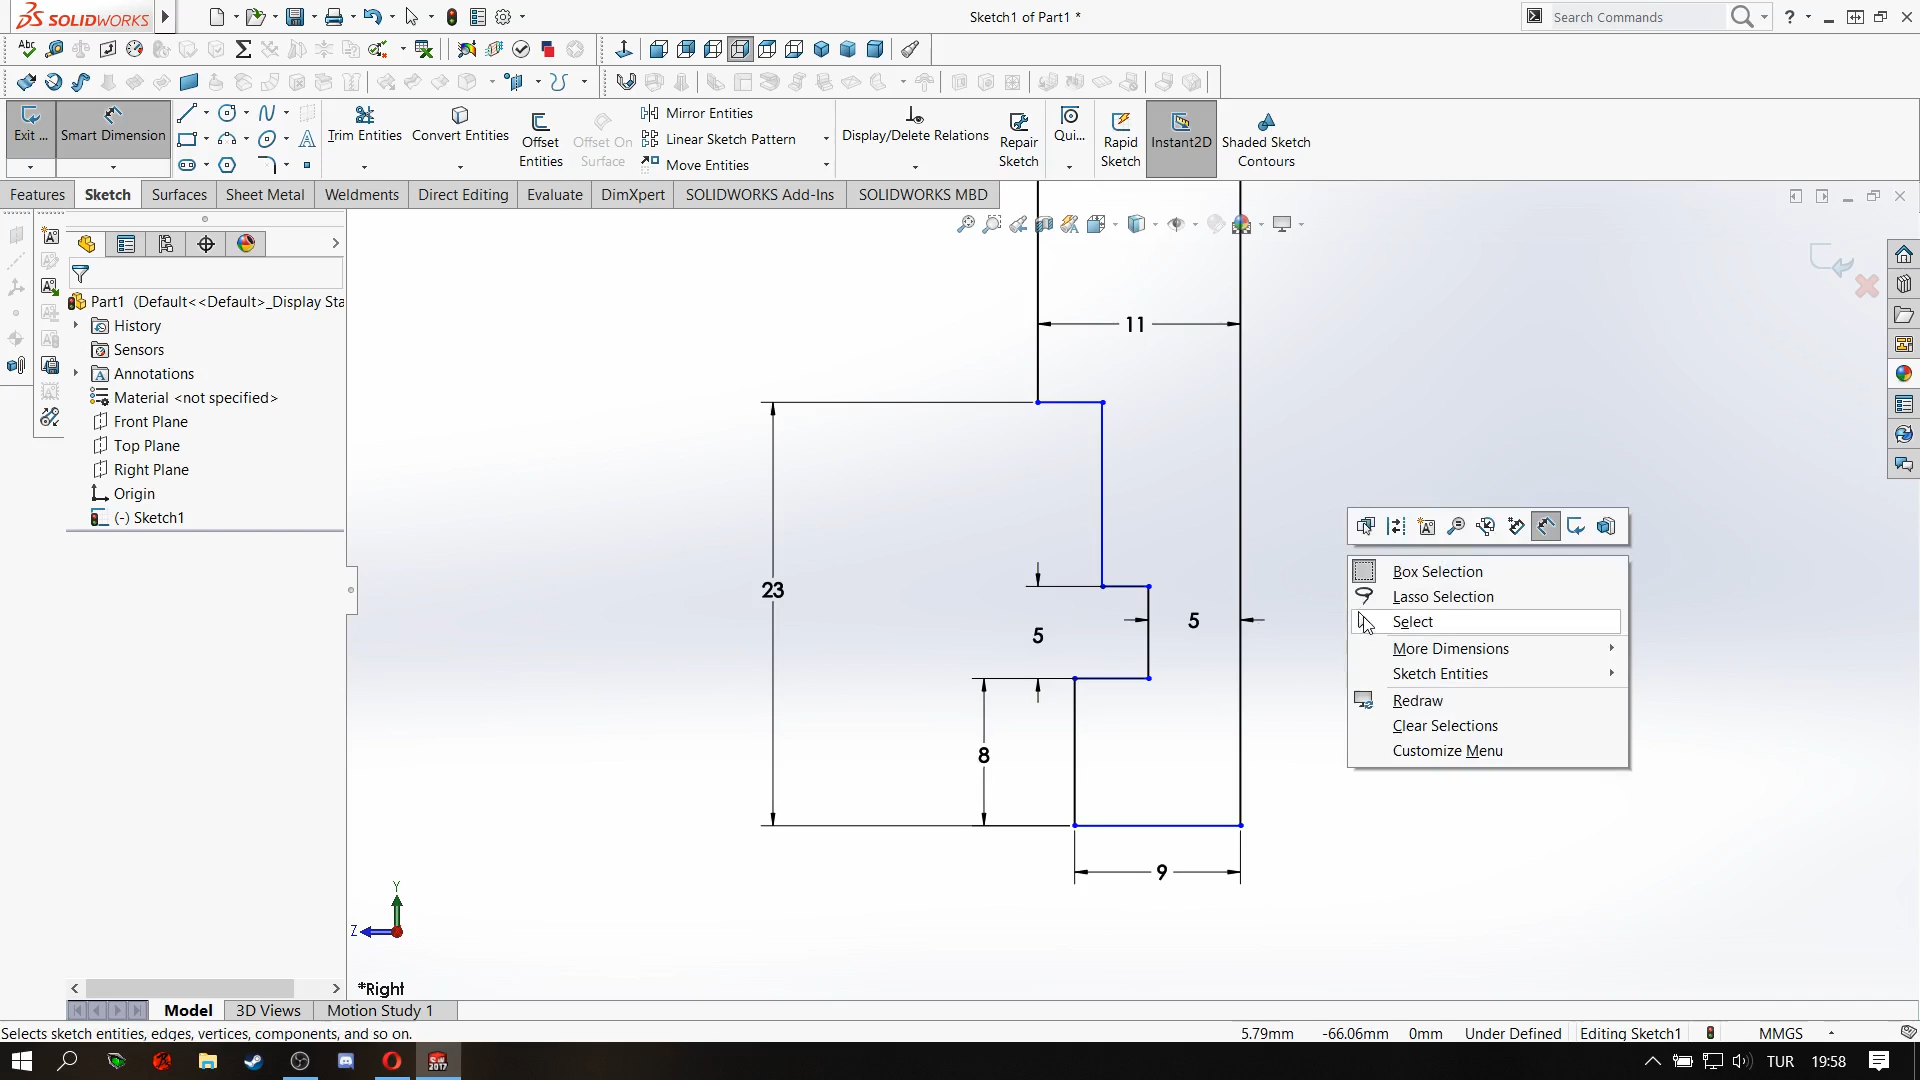 SOLIDWORKS
Sketch1 of Part1 *
Search Commands
Exit ...
Smart Dimension
Trim Entities
Convert Entities
Offset
Entities
Offset On
Surface
Mirror Entities
Linear Sketch Pattern
Move Entities
Display/Delete Relations
Repair
Sketch
Qui...
Rapid
Sketch
Instant2D
Shaded Sketch
Contours
Features
Sketch
Surfaces
Sheet Metal
Weldments
Direct Editing
Evaluate
DimXpert
SOLIDWORKS Add-Ins
SOLIDWORKS MBD
Part1 (Default<<Default>_Display Sta
History
Sensors
Annotations
Material <not specified>
Front Plane
Top Plane
Right Plane
Origin
(-) Sketch1
11
23
5
5
8
9
Box Selection
Lasso Selection
Select
More Dimensions
Sketch Entities
Redraw
Clear Selections
Customize Menu
Y
Z
*Right
Model
3D Views
Motion Study 1
Selects sketch entities, edges, vertices, components, and so on.
5.79mm
-66.06mm
0mm
Under Defined
Editing Sketch1
MMGS
2017
TUR
19:58